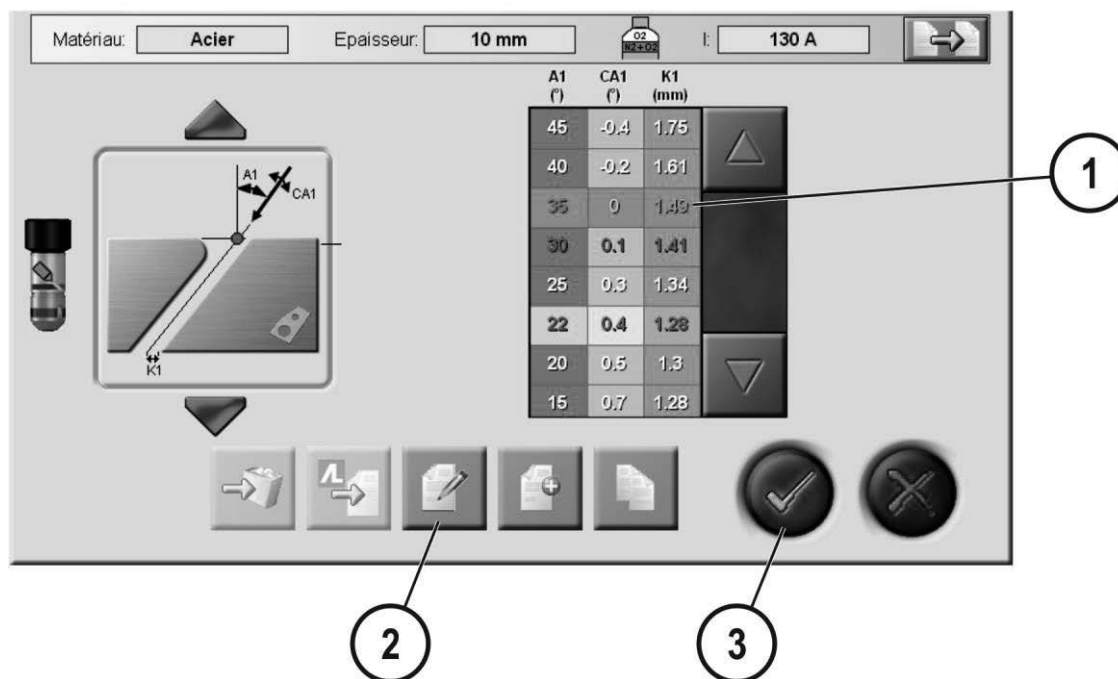 Matériau: Acier Epaisseur: 10 mm O2 N2+O2 I: 130 A
A1 CA1 K1
(°) (°) (mm)
45 -0.4 1.75
40 -0.2 1.61
35 0 1.49
30 0.1 1.41
25 0.3 1.34
22 0.4 1.28
20 0.5 1.3
15 0.7 1.28
A1
CA1
K1
1
2
3